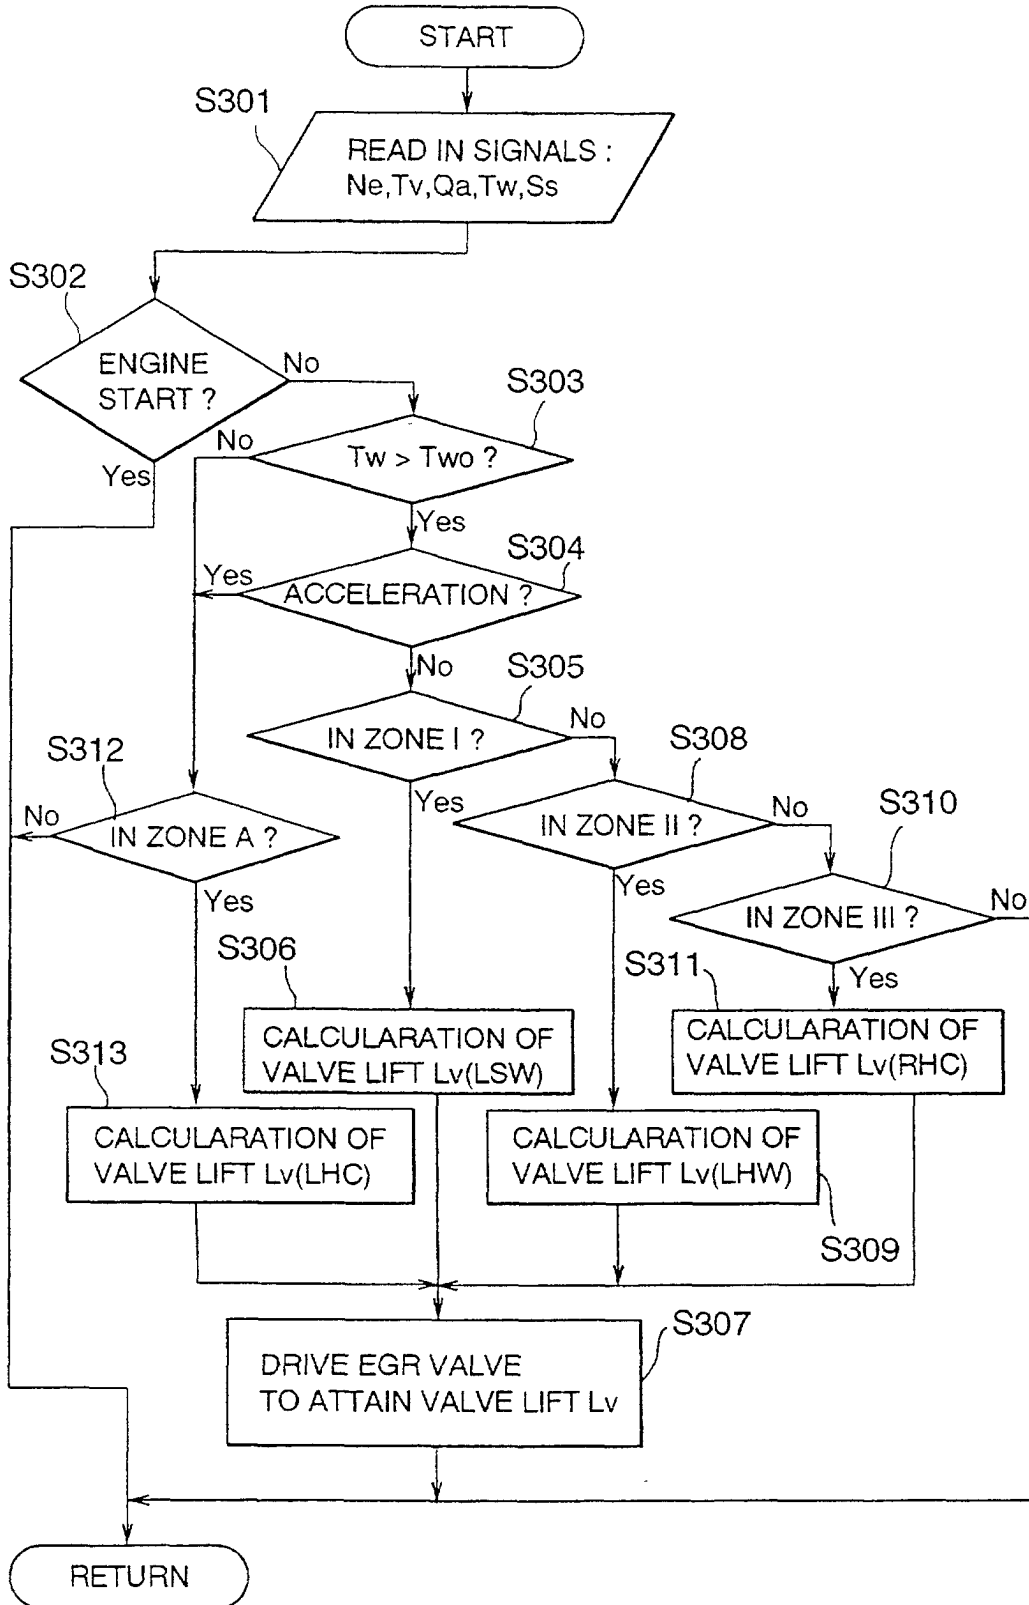 START
S301
READ IN SIGNALS :
Ne,Tv,Qa,Tw,Ss
S302
ENGINE
START ?
No
Yes
S303
Tw > Two ?
No
Yes
S304
ACCELERATION ?
Yes
No
S305
IN ZONE I ?
No
Yes
S308
IN ZONE II ?
No
Yes
S310
IN ZONE III ?
No
Yes
S312
IN ZONE A ?
No
Yes
S306
CALCULARATION OF
VALVE LIFT Lv(LSW)
S311
CALCULARATION OF
VALVE LIFT Lv(RHC)
S313
CALCULARATION OF
VALVE LIFT Lv(LHC)
CALCULARATION OF
VALVE LIFT Lv(LHW)
S309
S307
DRIVE EGR VALVE
TO ATTAIN VALVE LIFT Lv
RETURN